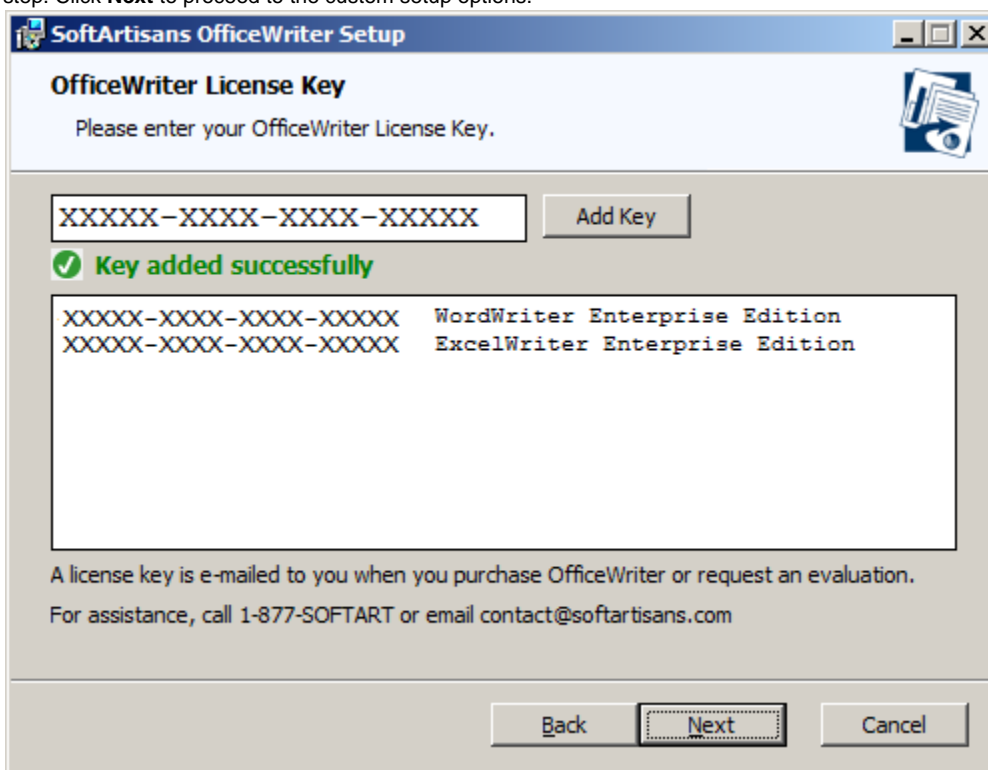 step. Click Next to proceed to the custom setup options.
SoftArtisans OfficeWriter Setup
OfficeWriter License Key
Please enter your OfficeWriter License Key.
XXXXX-XXXX-XXXX-XXXXX Add Key
Key added successfully
XXXXX-XXXX-XXXX-XXXXX WordWriter Enterprise Edition
XXXXX-XXXX-XXXX-XXXXX ExcelWriter Enterprise Edition
A license key is e-mailed to you when you purchase OfficeWriter or request an evaluation.
For assistance, call 1-877-SOFTART or email contact@softartisans.com
Back Next Cancel